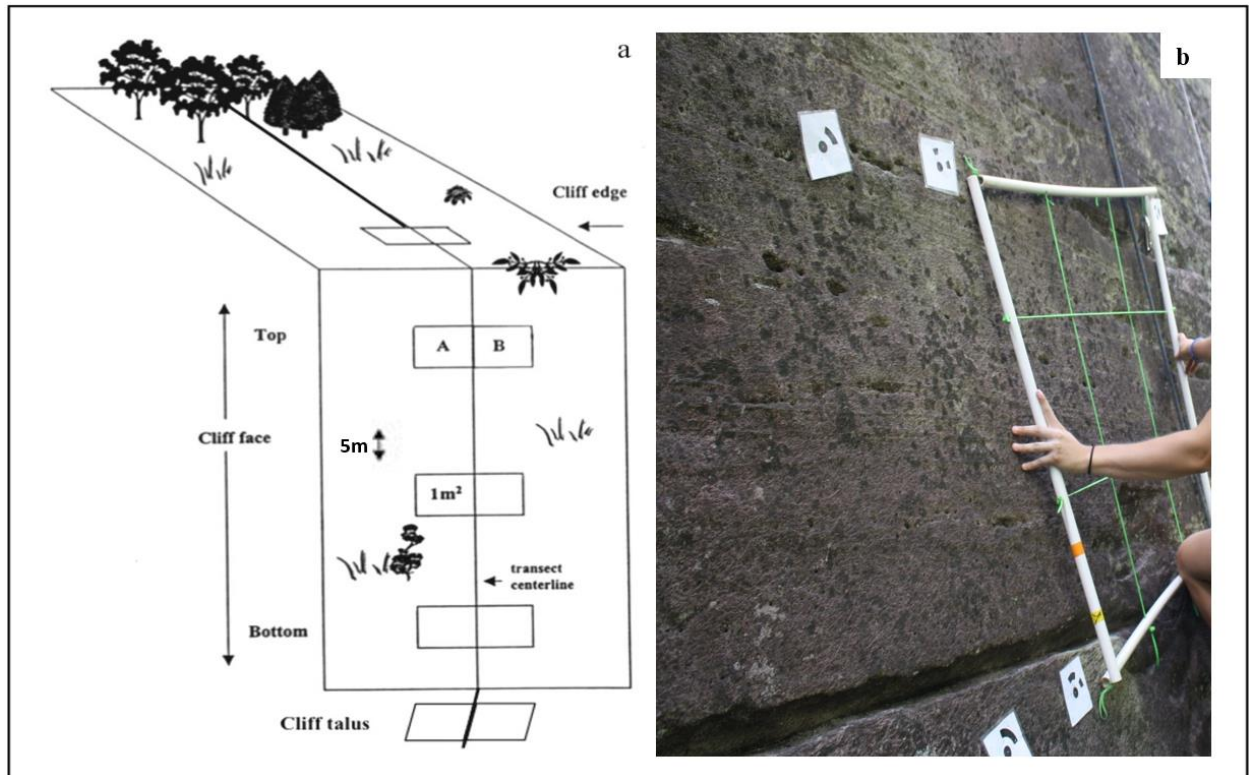 a
b
Cliff edge
Top
A B
Cliff face
5m
1m²
transect
centerline
Bottom
Cliff talus